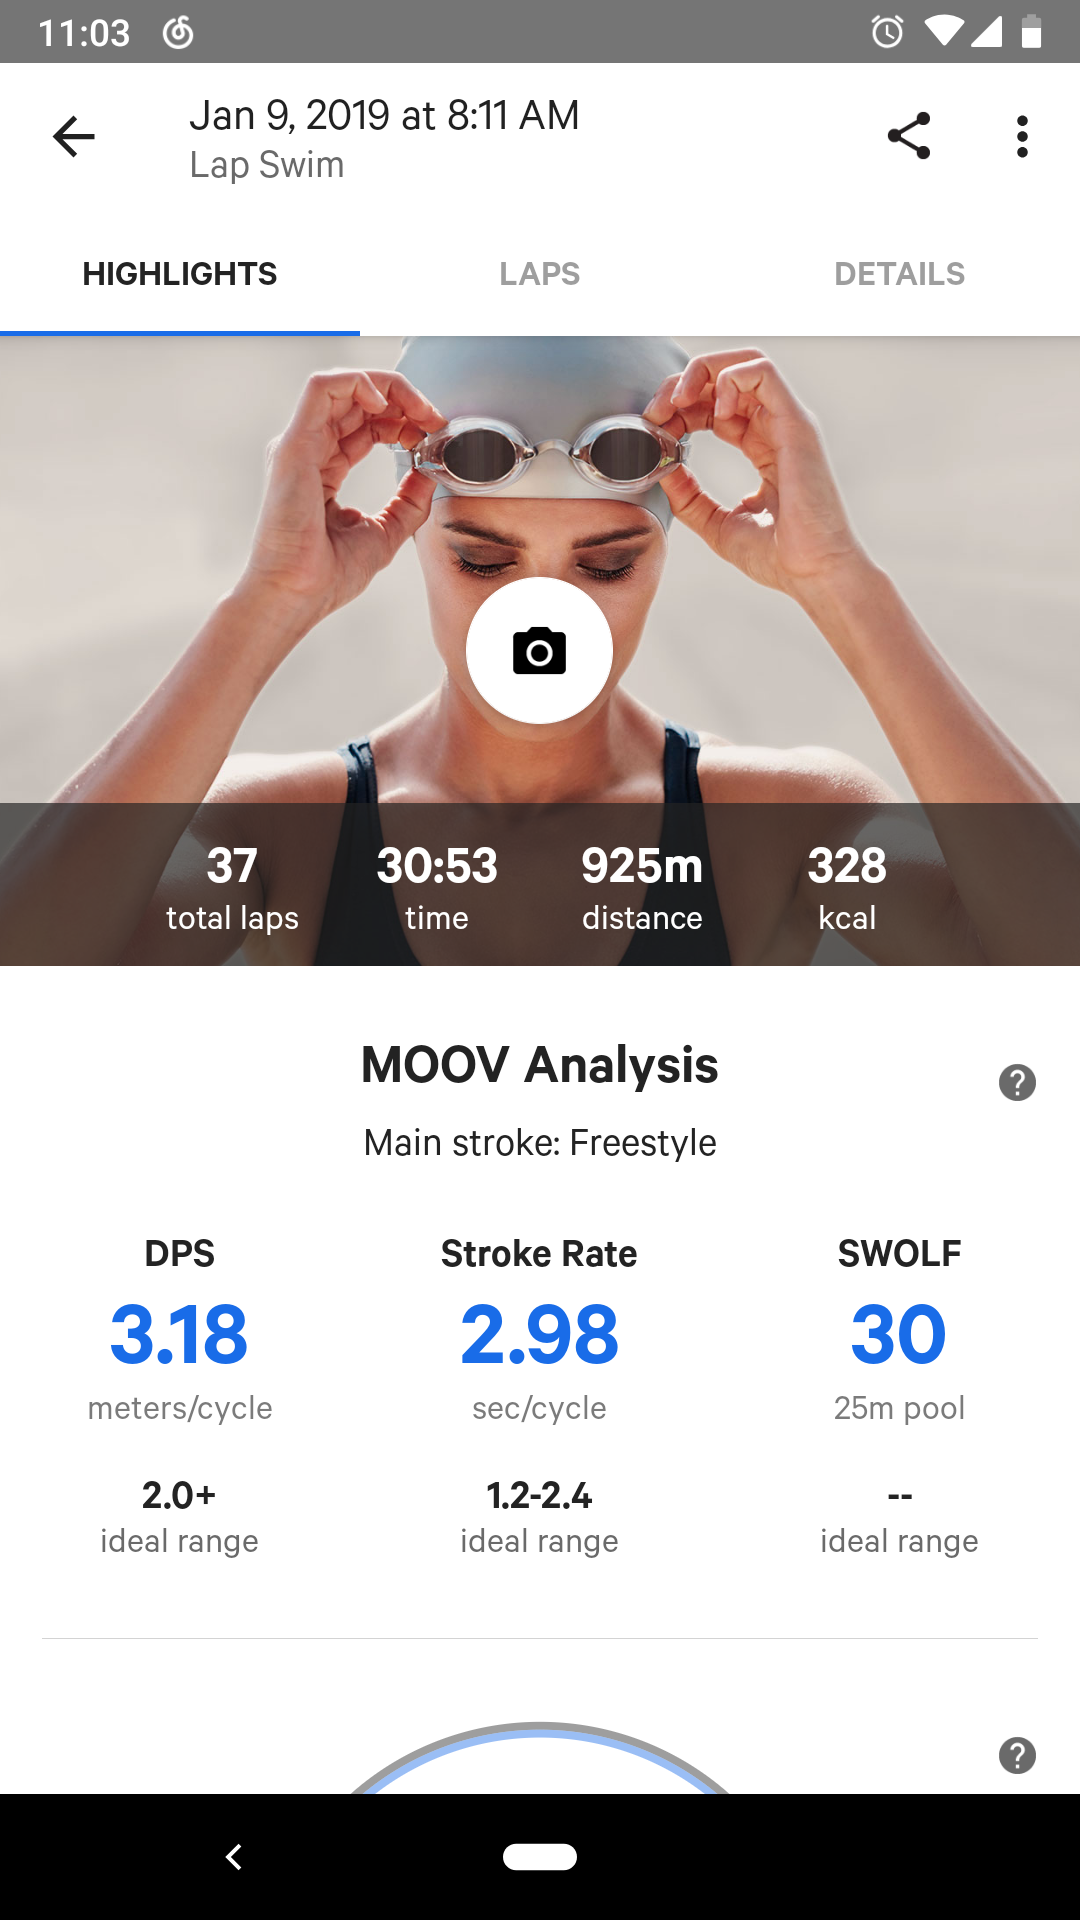 11:03
Jan 9, 2019 at 8:11 AM
Lap Swim
HIGHLIGHTS LAPS DETAILS
37 30:53 925m 328
total laps time distance kcal
MOOV Analysis
?
Main stroke: Freestyle
DPS Stroke Rate SWOLF
3.18 2.98 30
meters/cycle sec/cycle 25m pool
2.0+ 1.2-2.4 --
ideal range ideal range ideal range
?